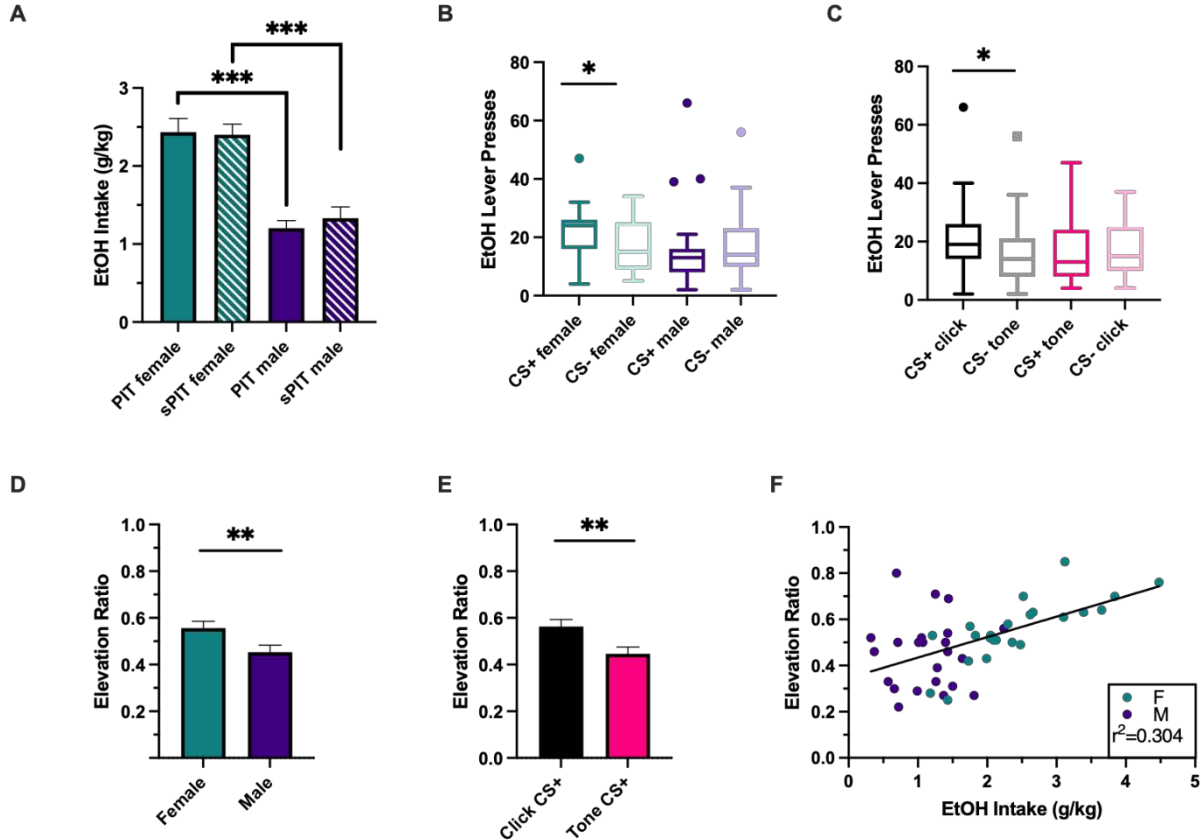 A
***
***
EtOH Intake (g/kg)
3
2
1
0
PIT female
sPIT female
PIT male
sPIT male
B
*
EtOH Lever Presses
80
60
40
20
0
CS+ female
CS- female
CS+ male
CS- male
C
*
EtOH Lever Presses
80
60
40
20
0
CS+ click
CS- tone
CS+ tone
CS- click
D
**
Elevation Ratio
1.0
0.8
0.6
0.4
0.2
Female
Male
E
**
Elevation Ratio
1.0
0.8
0.6
0.4
0.2
0.0
Click CS+
Tone CS+
F
Elevation Ratio
1.0
0.8
0.6
0.4
0.2
0.0
0 1 2 3 4 5
EtOH Intake (g/kg)
F
M
r²=0.304